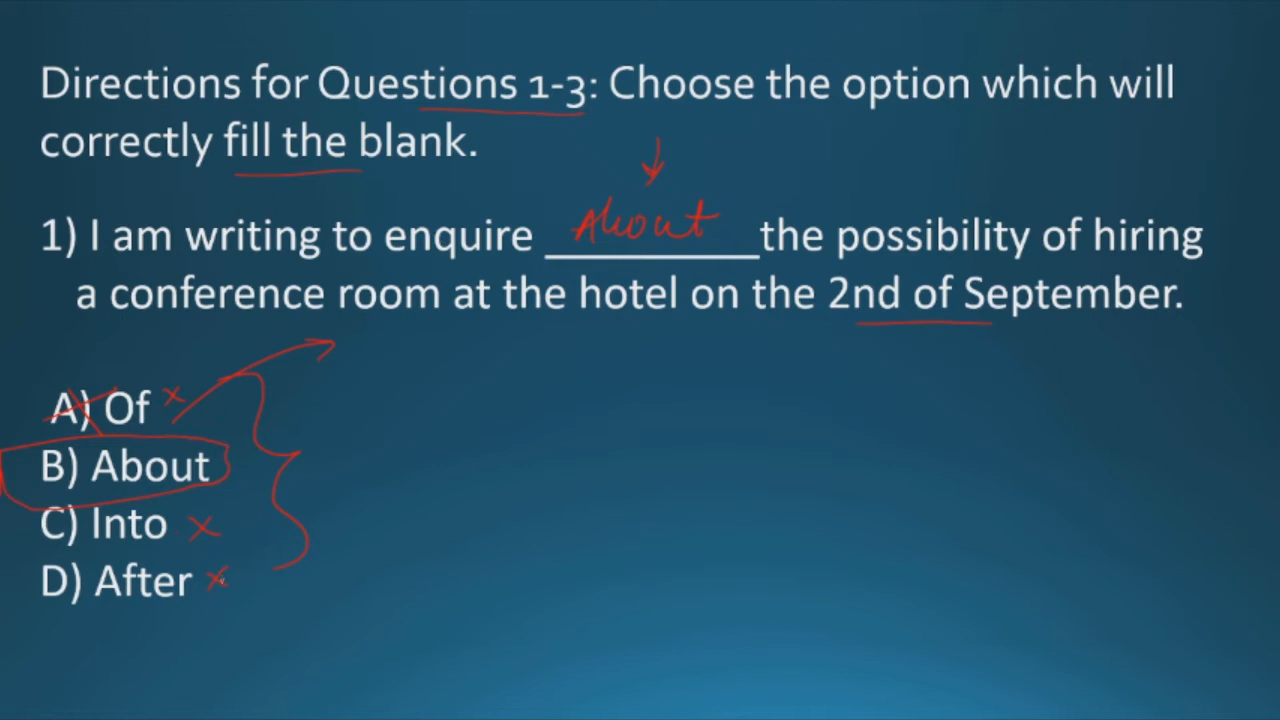 Directions for Questions 1-3: Choose the option which will
correctly fill the blank.
1) I am writing to enquire About the possibility of hiring
a conference room at the hotel on the 2nd of September.
A) Of ×
B) About
C) Into ×
D) After ×